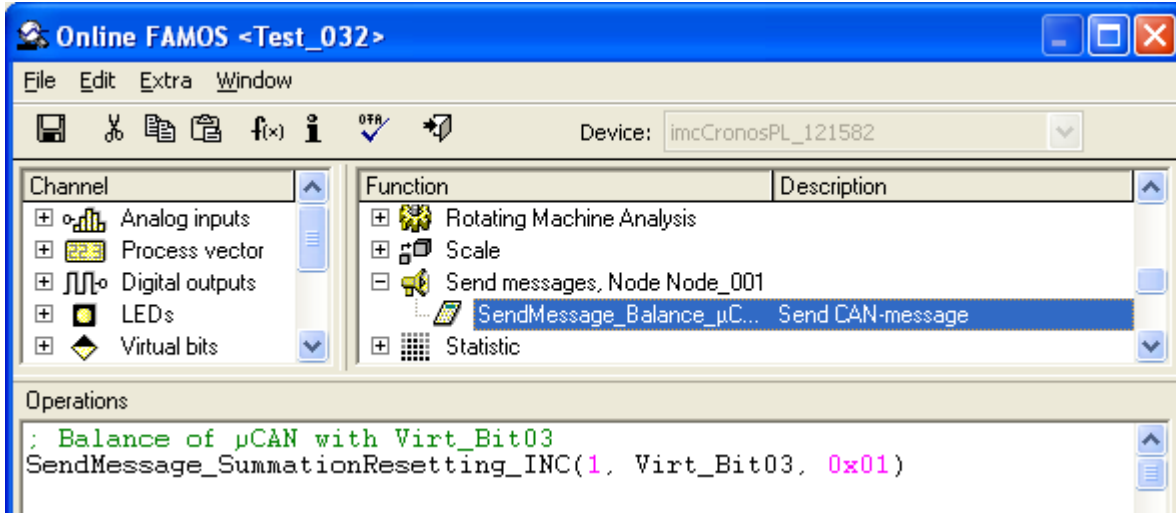 Online FAMOS <Test_032>
File Edit Extra Window
f(x) i OFA Device: imcCronosPL_121582
Channel Function Description
Analog inputs Rotating Machine Analysis
22.3 Process vector Scale
Digital outputs Send messages, Node Node_001
LEDs SendMessage_Balance_µC... Send CAN-message
Virtual bits Statistic
Operations
; Balance of µCAN with Virt_Bit03
SendMessage_SummationResetting_INC(1, Virt_Bit03, 0x01)